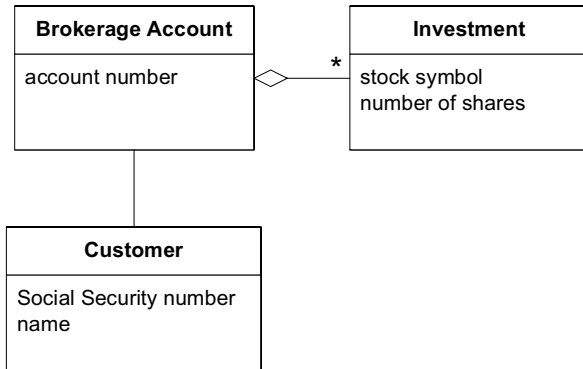 Brokerage Account
account number
*
Investment
stock symbol
number of shares
Customer
Social Security number
name